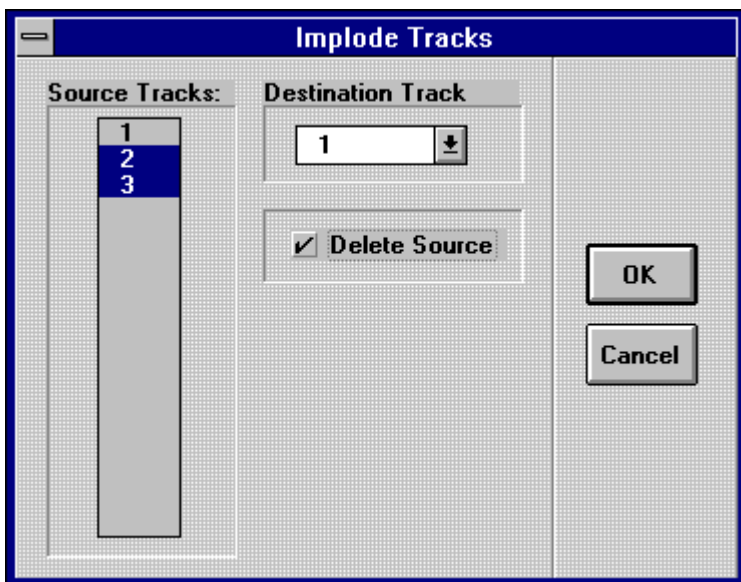 Implode Tracks
Source Tracks:
1
2
3
Destination Track
1
Delete Source
OK
Cancel